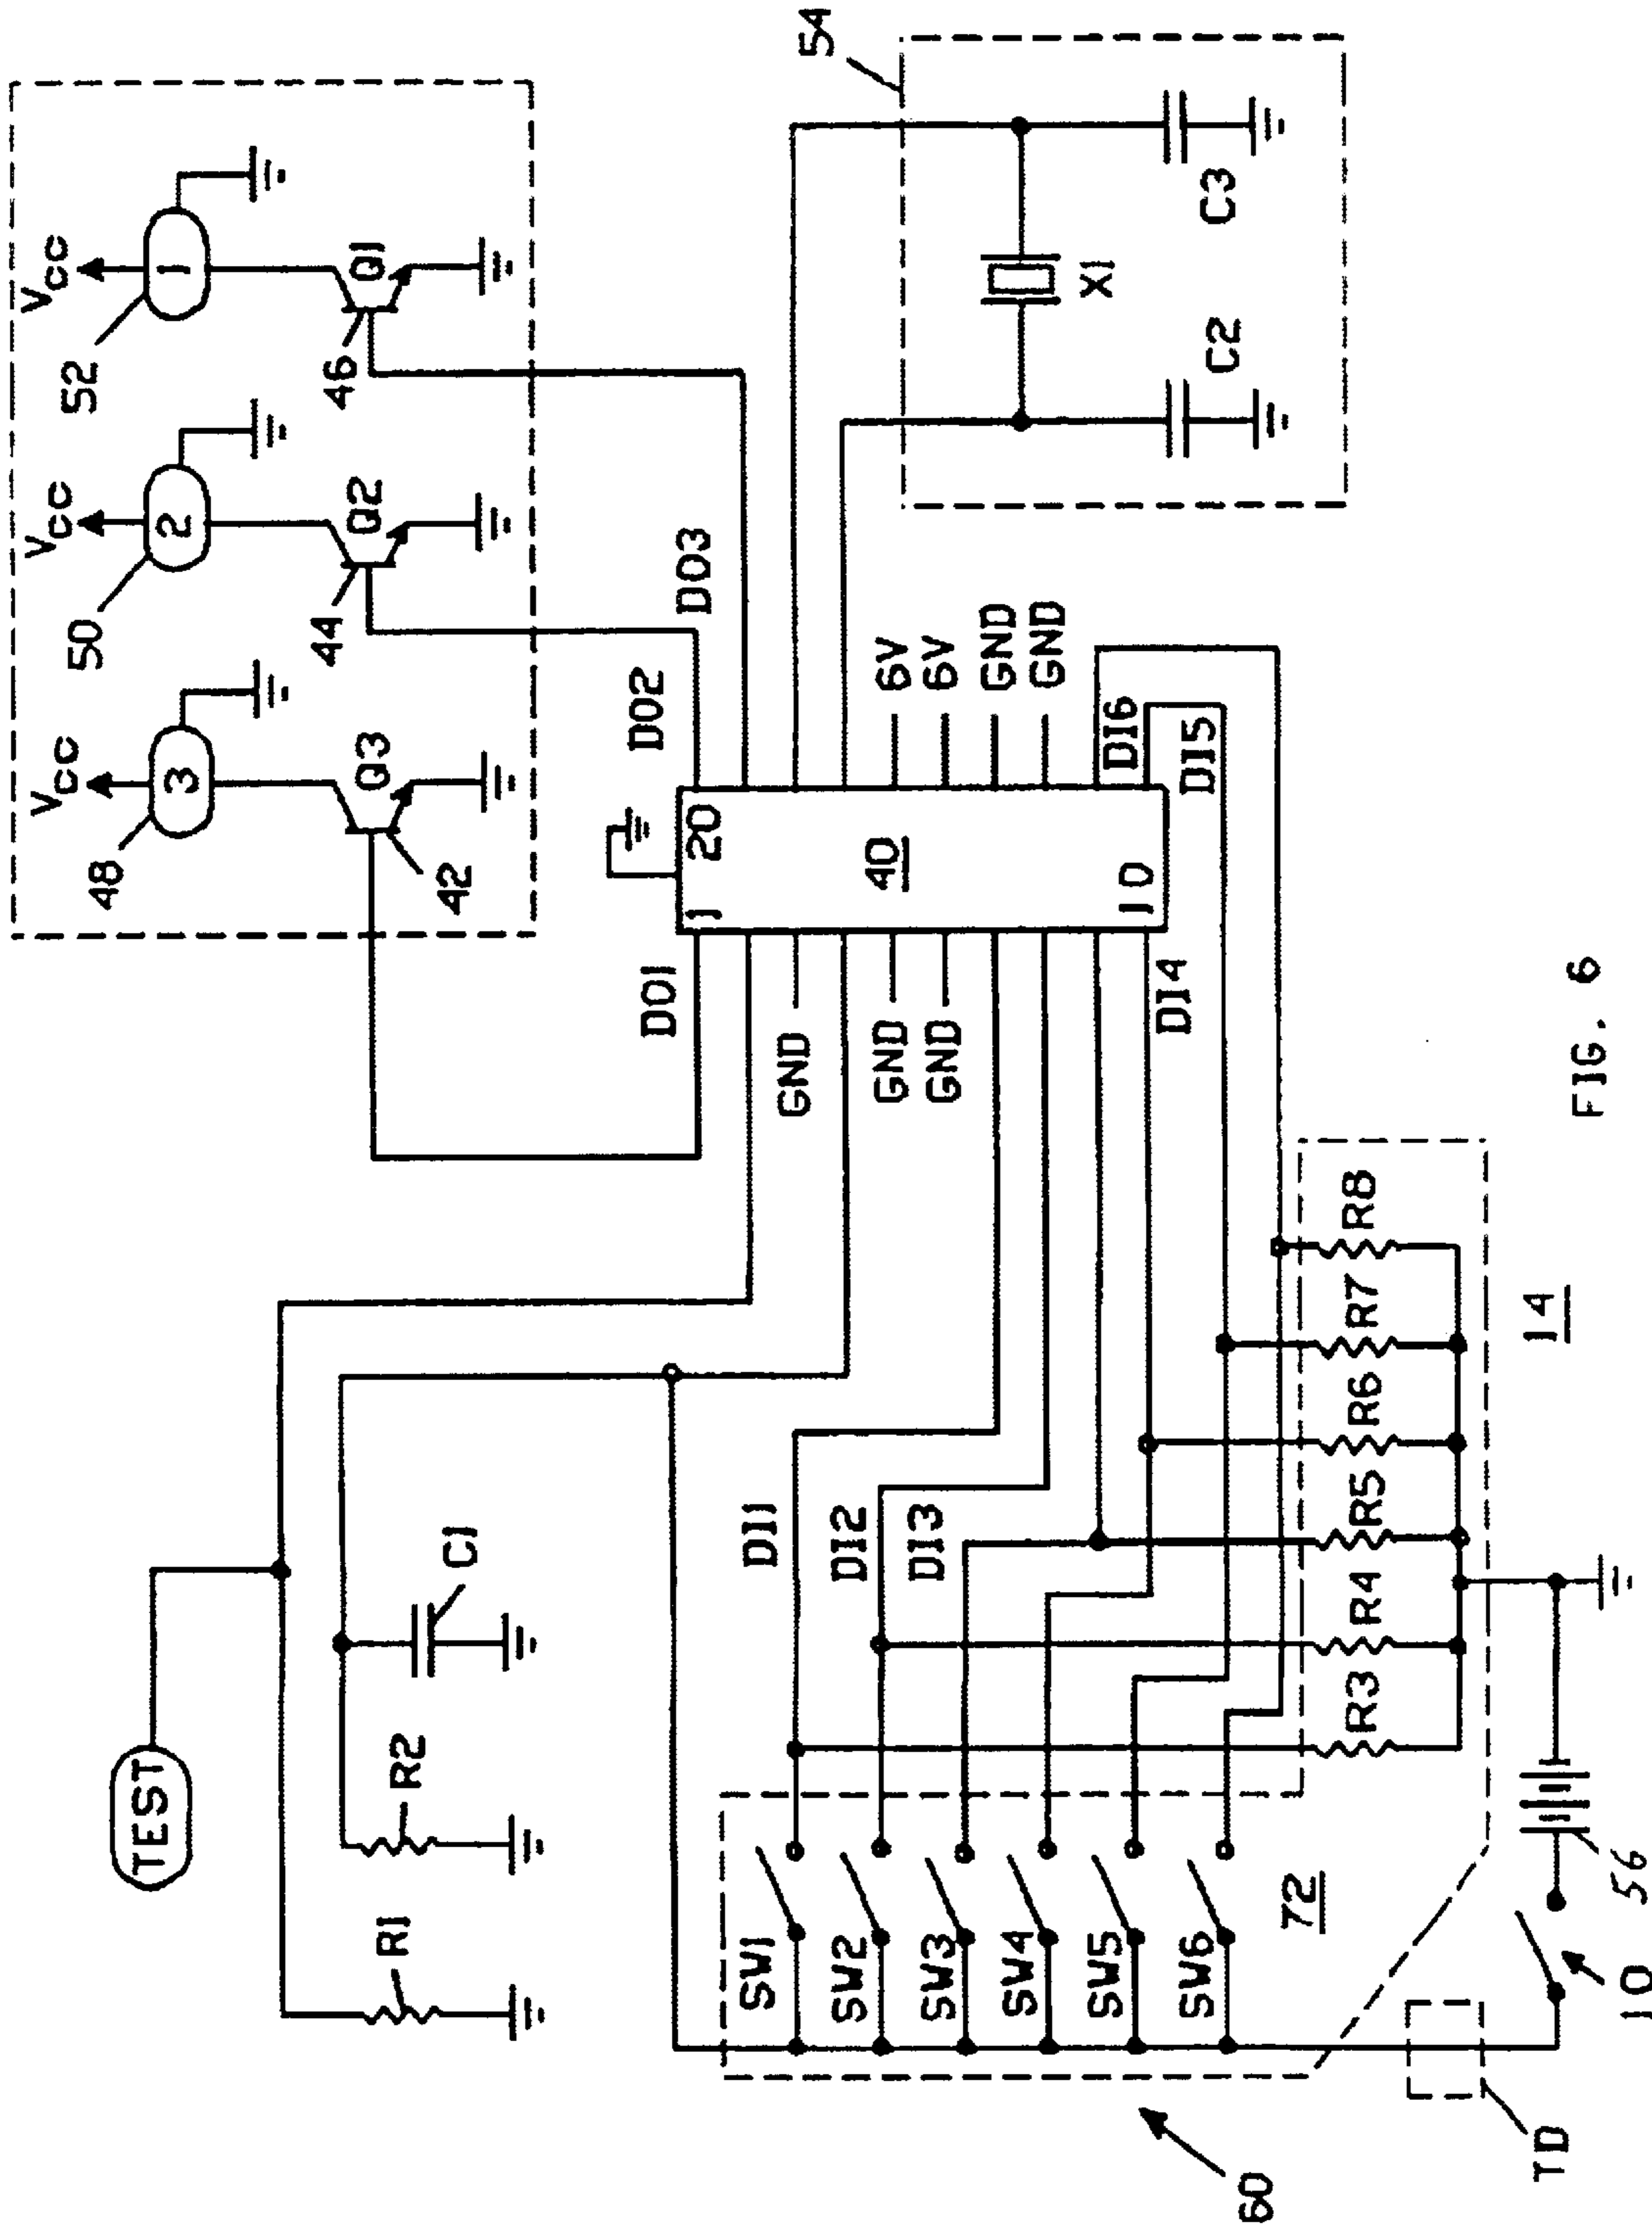 TEST
R1
R2
C1
48
VCC
3
Q3
42
50
VCC
2
Q2
44
52
VCC
1
Q1
46
54
X1
C2
C3
DO1
DO2
DO3
1
20
40
10
GND
GND
GND
6V
6V
GND
GND
DI6
DI5
DI4
DI1
DI2
DI3
SW1
SW2
SW3
SW4
SW5
SW6
72
R3
R4
R5
R6
R7
R8
14
60
TD
10
56
FIG. 6